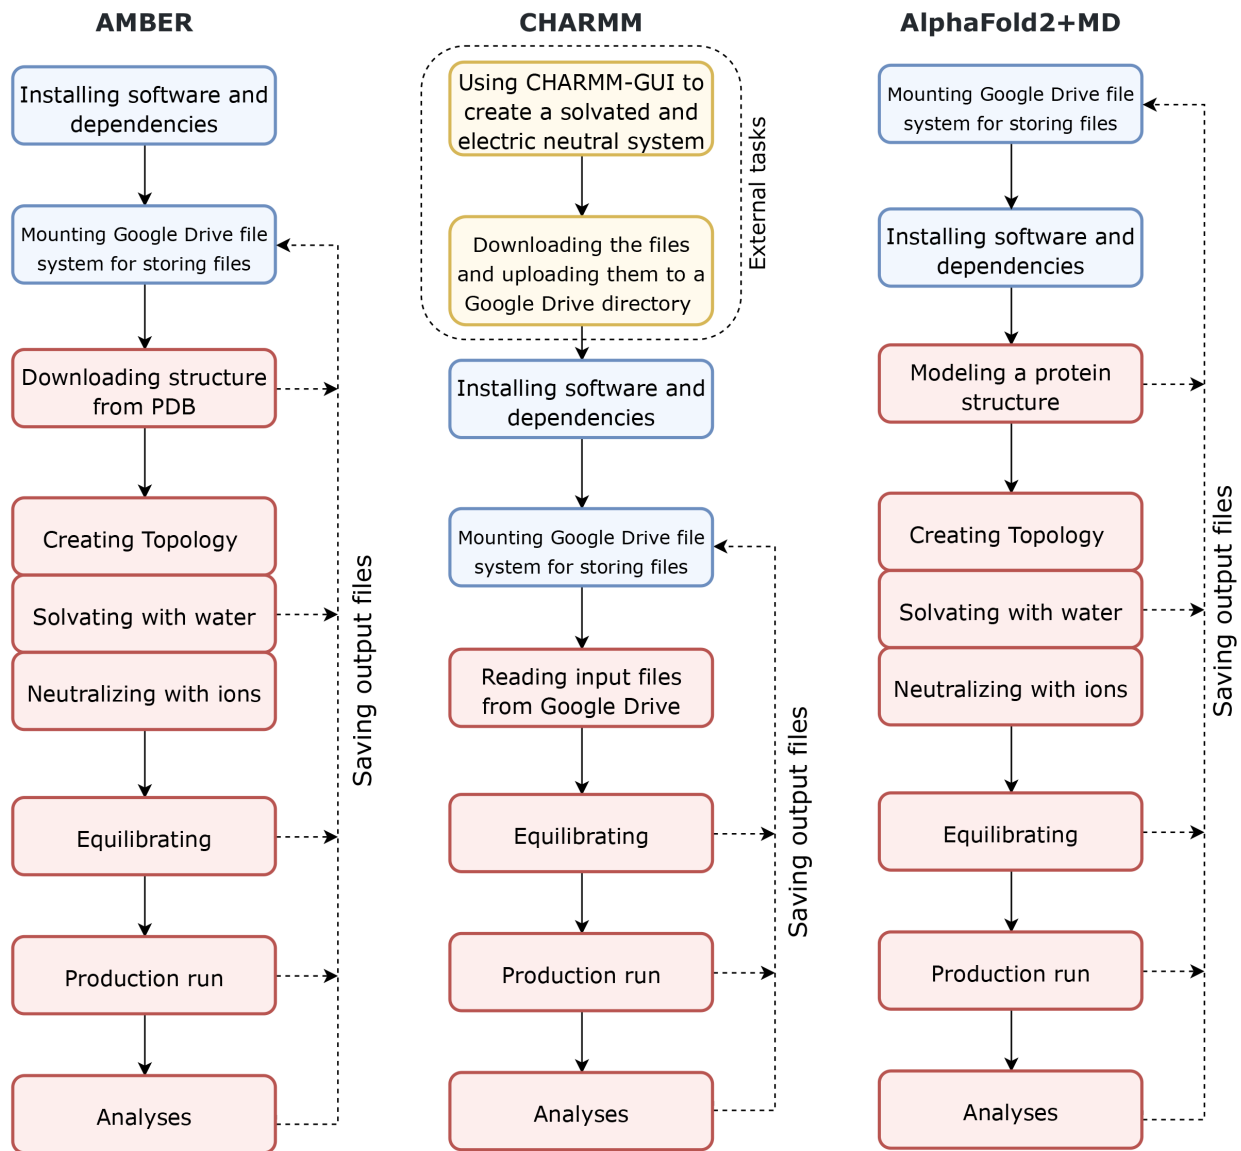 AMBER
Installing software and
dependencies
Mounting Google Drive file
system for storing files
Downloading structure
from PDB
Creating Topology
Solvating with water
Neutralizing with ions
Equilibrating
Production run
Analyses
Saving output files
CHARMM
Using CHARMM-GUI to
create a solvated and
electric neutral system
Downloading the files
and uploading them to a
Google Drive directory
External tasks
Installing software and
dependencies
Mounting Google Drive file
system for storing files
Reading input files
from Google Drive
Equilibrating
Production run
Analyses
Saving output files
AlphaFold2+MD
Mounting Google Drive file
system for storing files
Installing software and
dependencies
Modeling a protein
structure
Creating Topology
Solvating with water
Neutralizing with ions
Equilibrating
Production run
Analyses
Saving output files